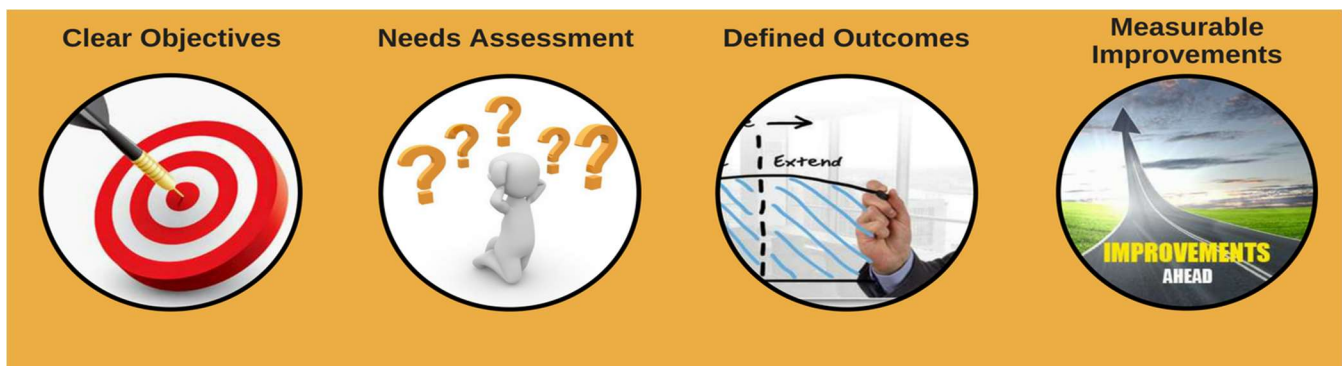 Clear Objectives
Needs Assessment
Defined Outcomes
Measurable
Improvements
? ? ? ? ?
Extend
IMPROVEMENTS
AHEAD